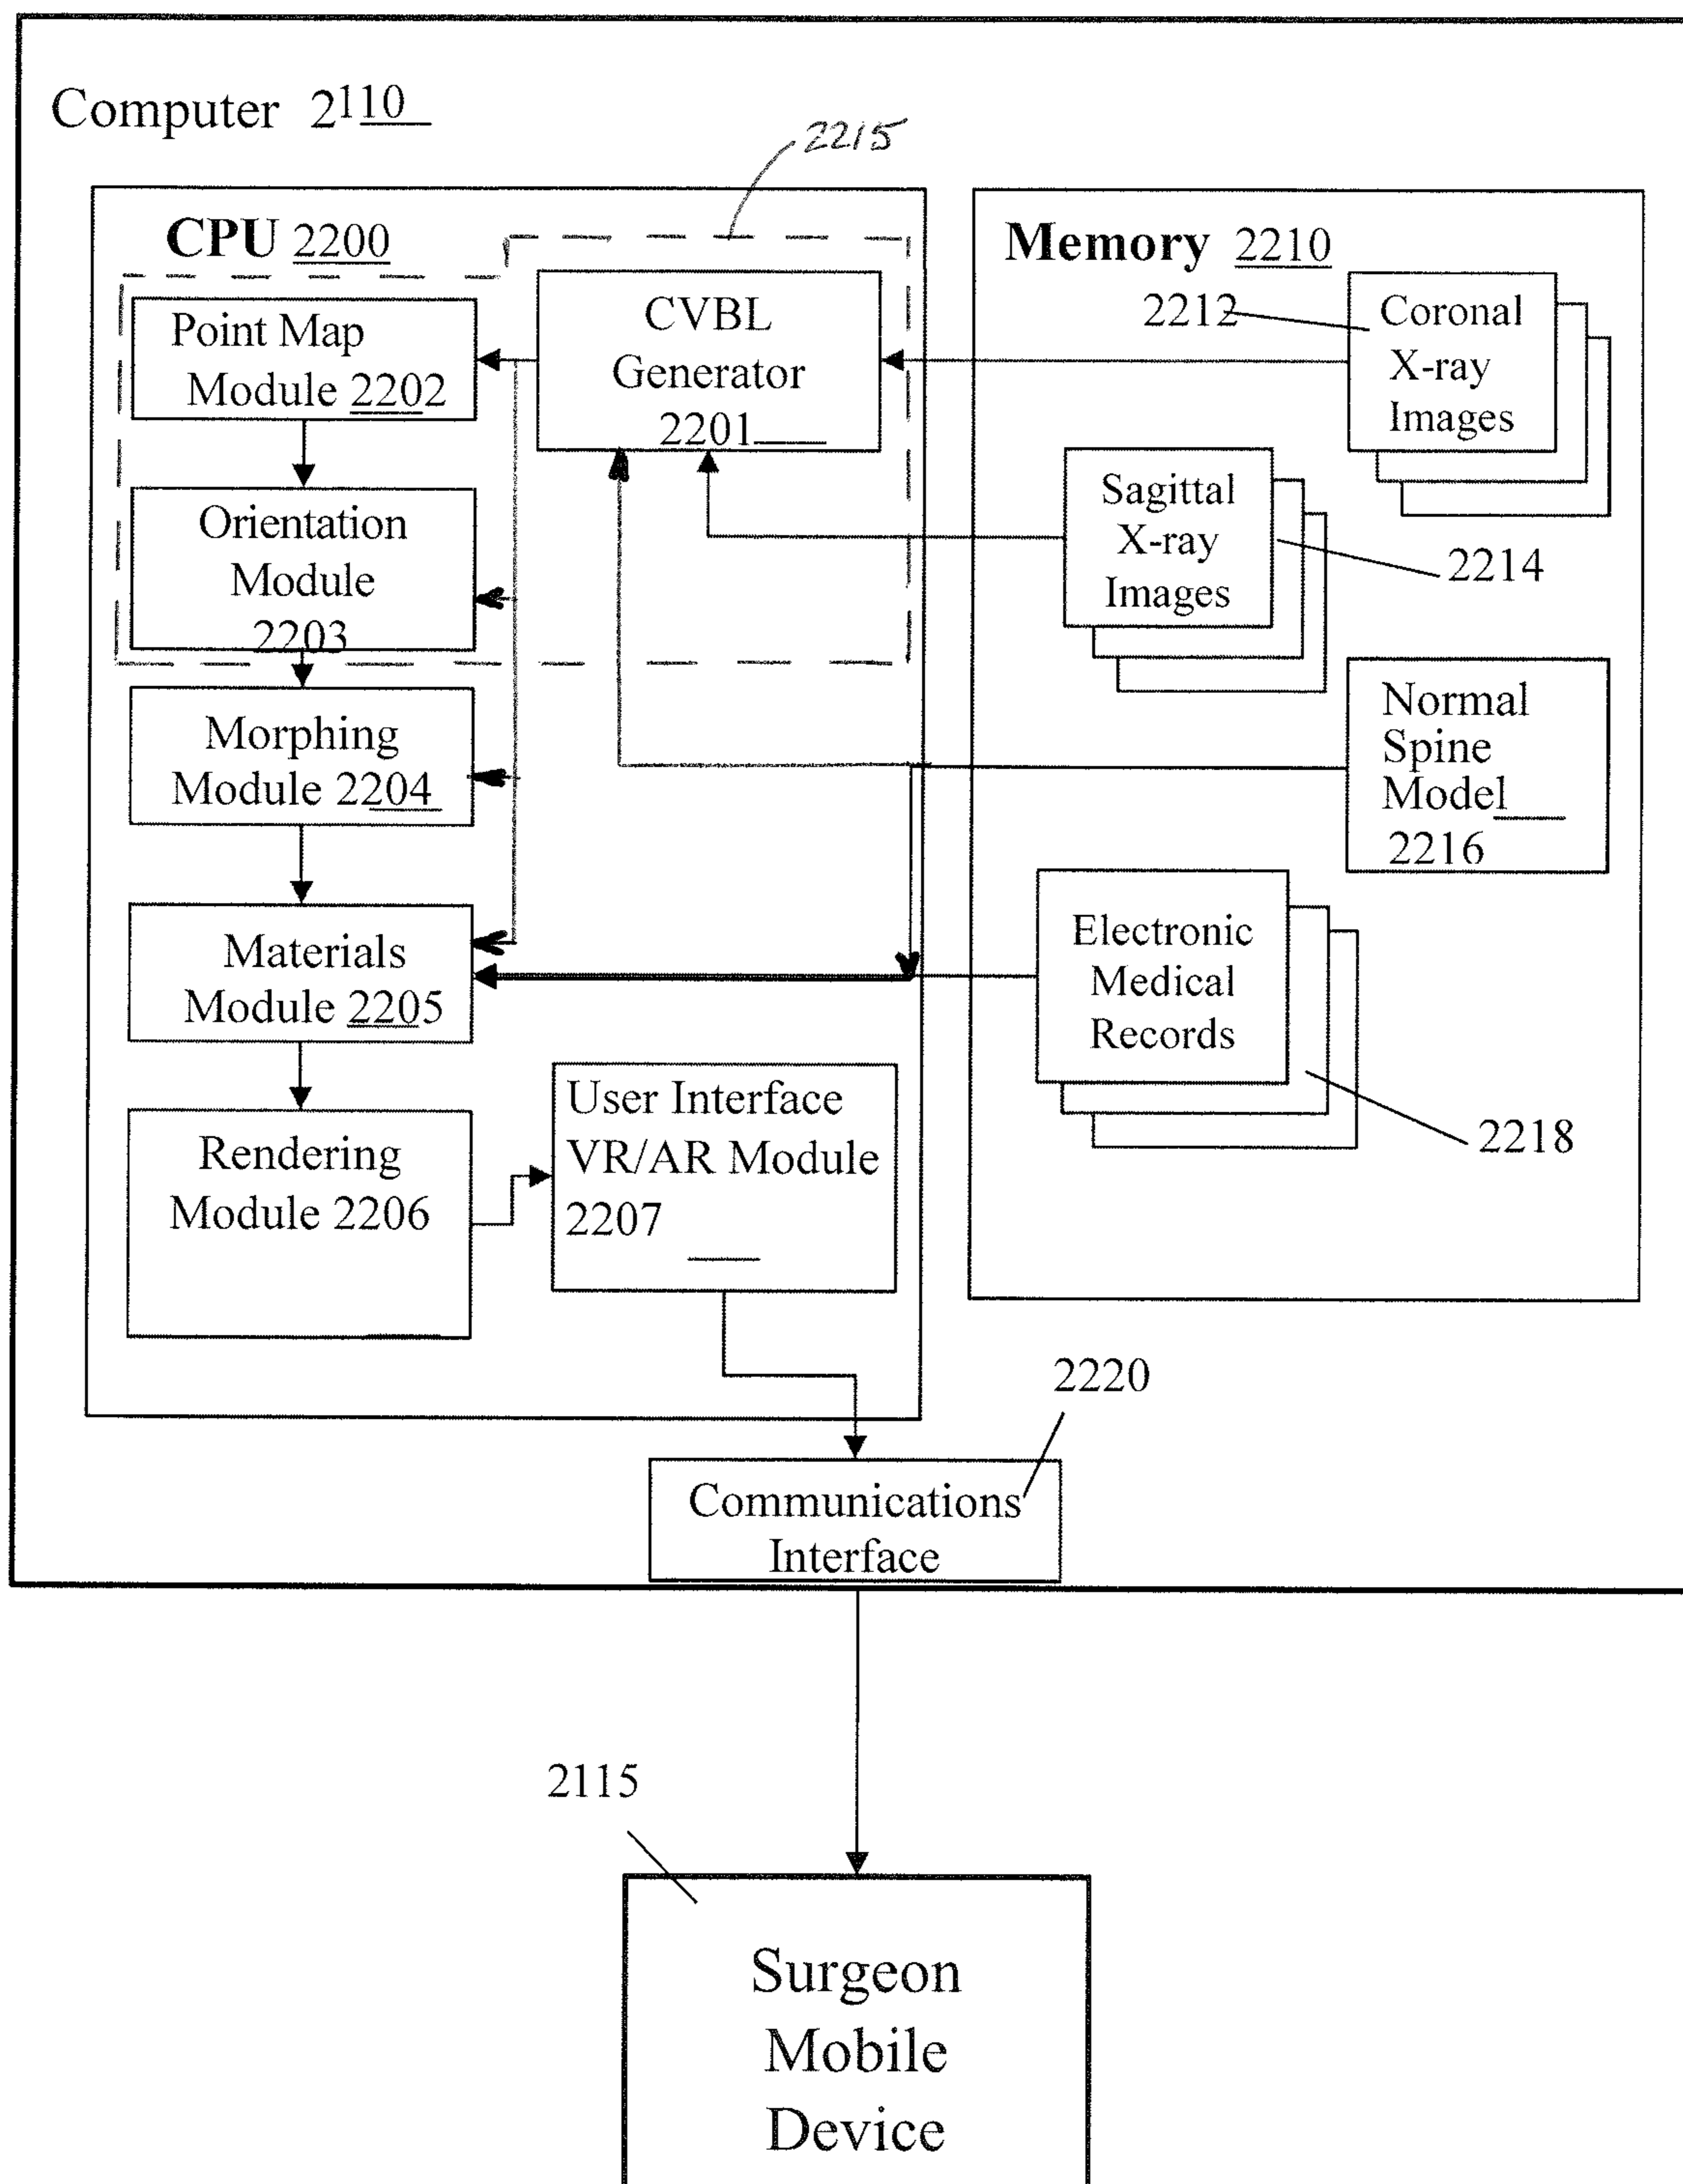 Computer 2110
2215
CPU 2200
Point Map
Module 2202
CVBL
Generator
2201
Orientation
Module
2203
Morphing
Module 2204
Materials
Module 2205
Rendering
Module 2206
User Interface
VR/AR Module
2207
Memory 2210
2212
Coronal
X-ray
Images
Sagittal
X-ray
Images
2214
Normal
Spine
Model
2216
Electronic
Medical
Records
2218
2220
Communications
Interface
2115
Surgeon
Mobile
Device